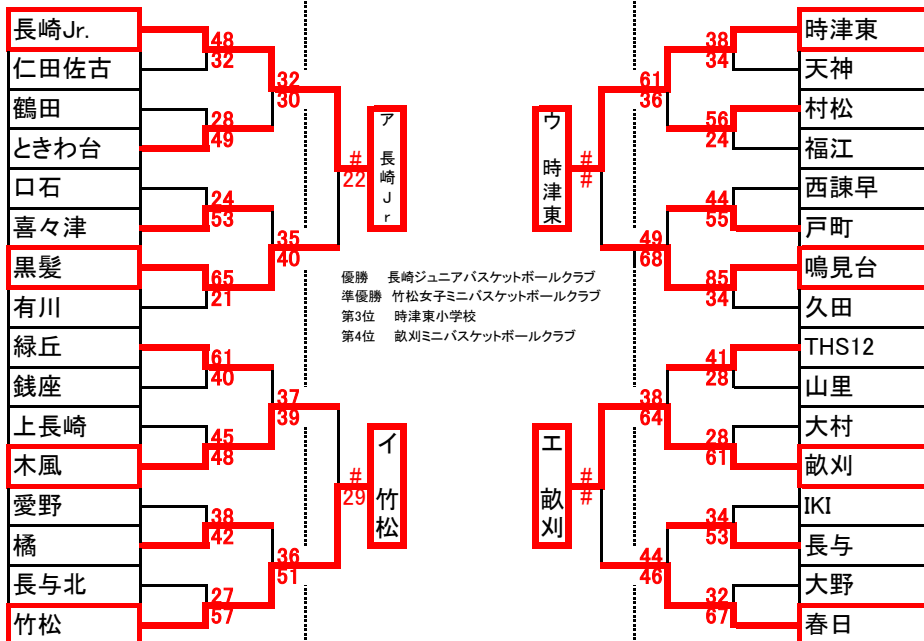 長崎Jr.
48
仁田佐古
32
32
鶴田
30
28
ときわ台
49
ア 長崎Jr
#
22
口石
24
喜々津
53
35
黒髪
40
65
有川
21
緑丘
61
銭座
40
37
上長崎
39
45
木風
48
イ 竹松
#
29
愛野
38
橘
42
36
長与北
51
27
竹松
57
優勝 長崎ジュニアバスケットボールクラブ
準優勝 竹松女子ミニバスケットボールクラブ
第3位 時津東小学校
第4位 畝刈ミニバスケットボールクラブ
時津東
38
天神
34
61
村松
36
56
福江
24
ウ 時津東
#
#
西諫早
44
戸町
55
49
鳴見台
68
85
久田
34
THS12
41
山里
28
38
大村
64
28
畝刈
61
エ 畝刈
#
#
IKI
34
長与
53
44
大野
46
32
春日
67